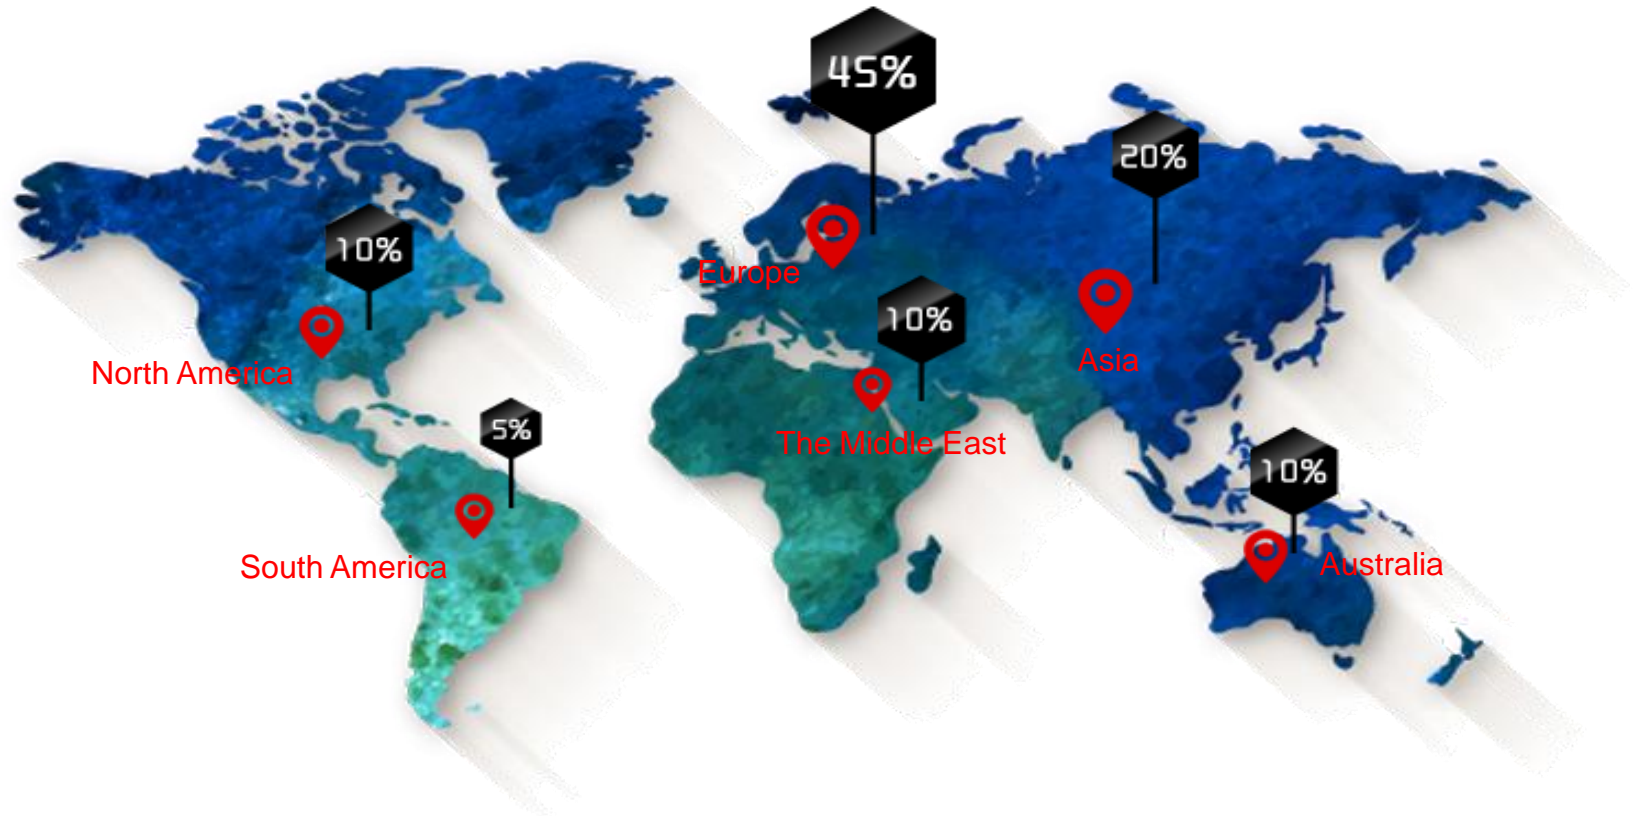 45%
20%
10%
Europe
10%
North America
Asia
5%
The Middle East
10%
South America
Australia